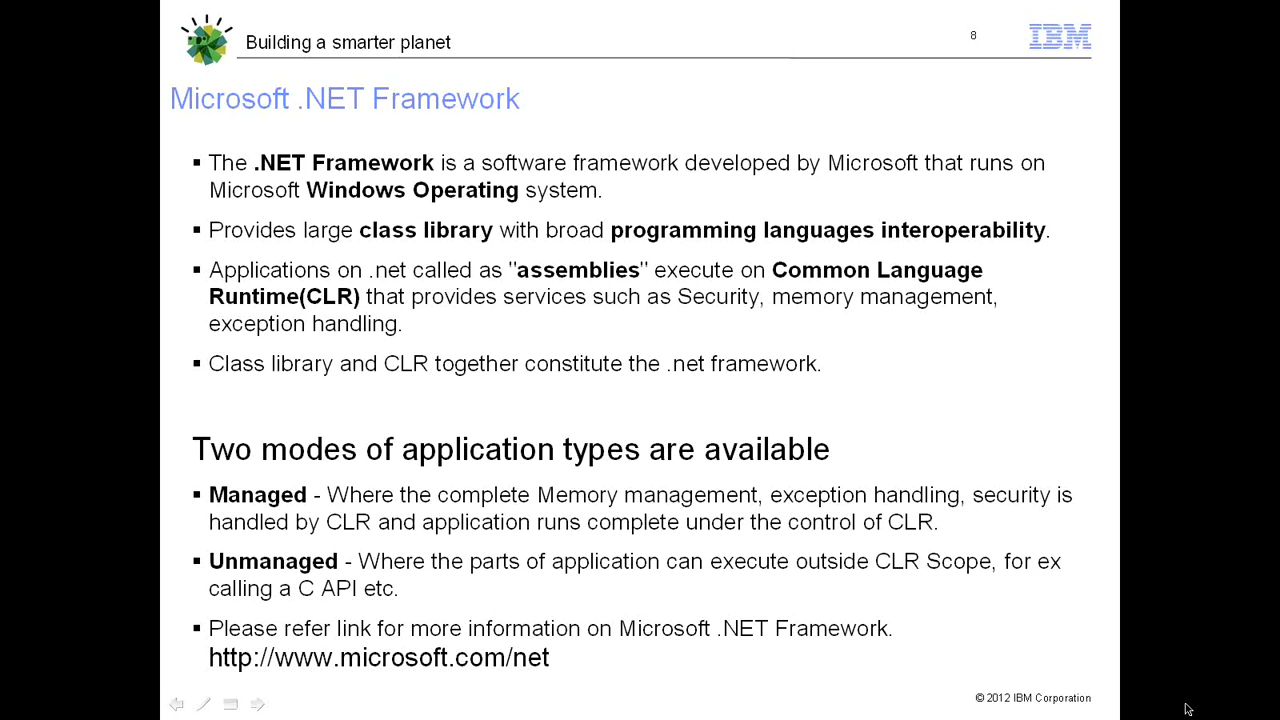 Building a smarter planet
8
IBM
Microsoft .NET Framework
▪ The .NET Framework is a software framework developed by Microsoft that runs on
Microsoft Windows Operating system.
▪ Provides large class library with broad programming languages interoperability.
▪ Applications on .net called as "assemblies" execute on Common Language
Runtime(CLR) that provides services such as Security, memory management,
exception handling.
▪ Class library and CLR together constitute the .net framework.
Two modes of application types are available
▪ Managed - Where the complete Memory management, exception handling, security is
handled by CLR and application runs complete under the control of CLR.
▪ Unmanaged - Where the parts of application can execute outside CLR Scope, for ex
calling a C API etc.
▪ Please refer link for more information on Microsoft .NET Framework.
http://www.microsoft.com/net
© 2012 IBM Corporation